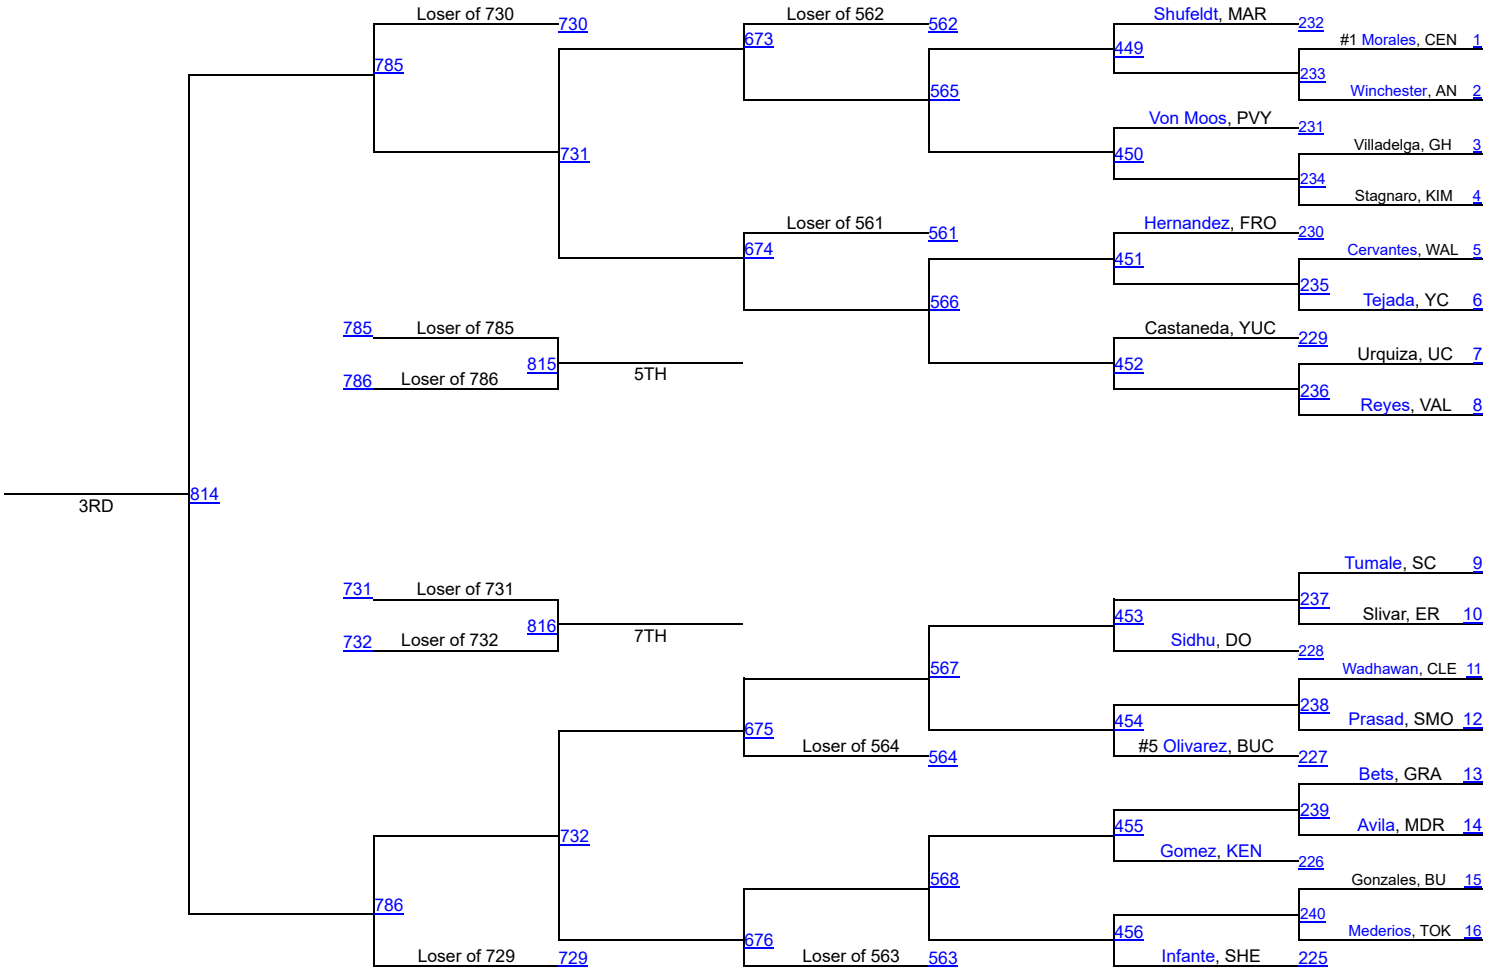 Loser of 730 730 Loser of 562 562 Shufeldt, MAR 232
673 #1 Morales, CEN 1
449
785 233
565 Winchester, AN 2
Von Moos, PVY 231
Villadelga, GH 3
731 450
234
Stagnaro, KIM 4
Loser of 561 561 Hernandez, FRO 230
674 Cervantes, WAL 5
451
235
566 Tejada, YC 6
785 Loser of 785 Castaneda, YUC 229
Urquiza, UC 7
815 452
5TH
786 Loser of 786 236
Reyes, VAL 8
814
3RD
Tumale, SC 9
731 Loser of 731 237
453 Slivar, ER 10
816
7TH
732 Loser of 732 Sidhu, DO 228
567 Wadhawan, CLE 11
238
454 Prasad, SMO 12
675
Loser of 564 564 #5 Olivarez, BUC 227
Bets, GRA 13
239
455 Avila, MDR 14
732
Gomez, KEN 226
568 Gonzales, BU 15
786 240
456 Mederios, TOK 16
676
Loser of 729 729 Loser of 563 563 Infante, SHE 225